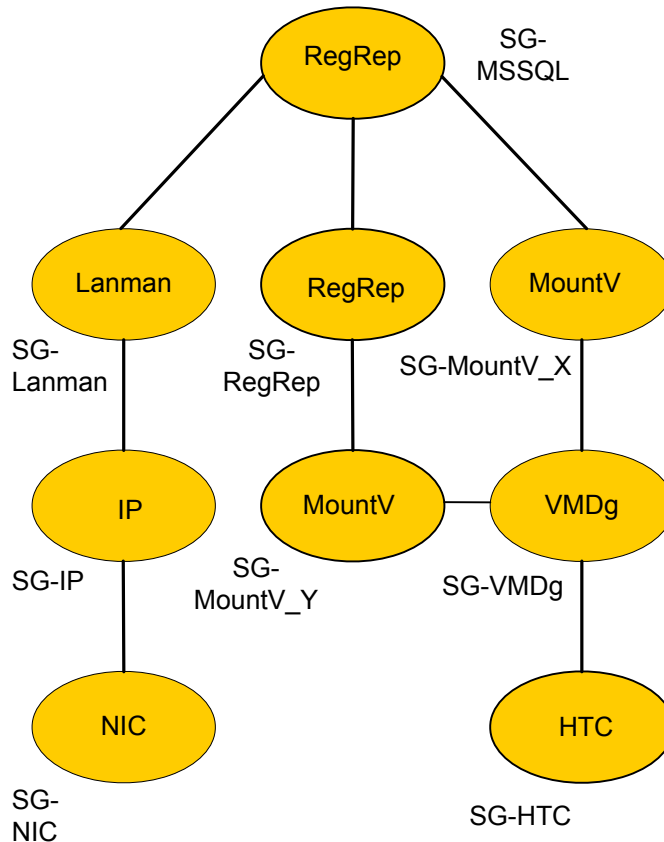 RegRep
SG-
MSSQL
Lanman
RegRep
MountV
SG-
Lanman
SG-
RegRep
SG-MountV_X
IP
MountV
VMDg
SG-IP
SG-
MountV_Y
SG-VMDg
NIC
HTC
SG-
NIC
SG-HTC